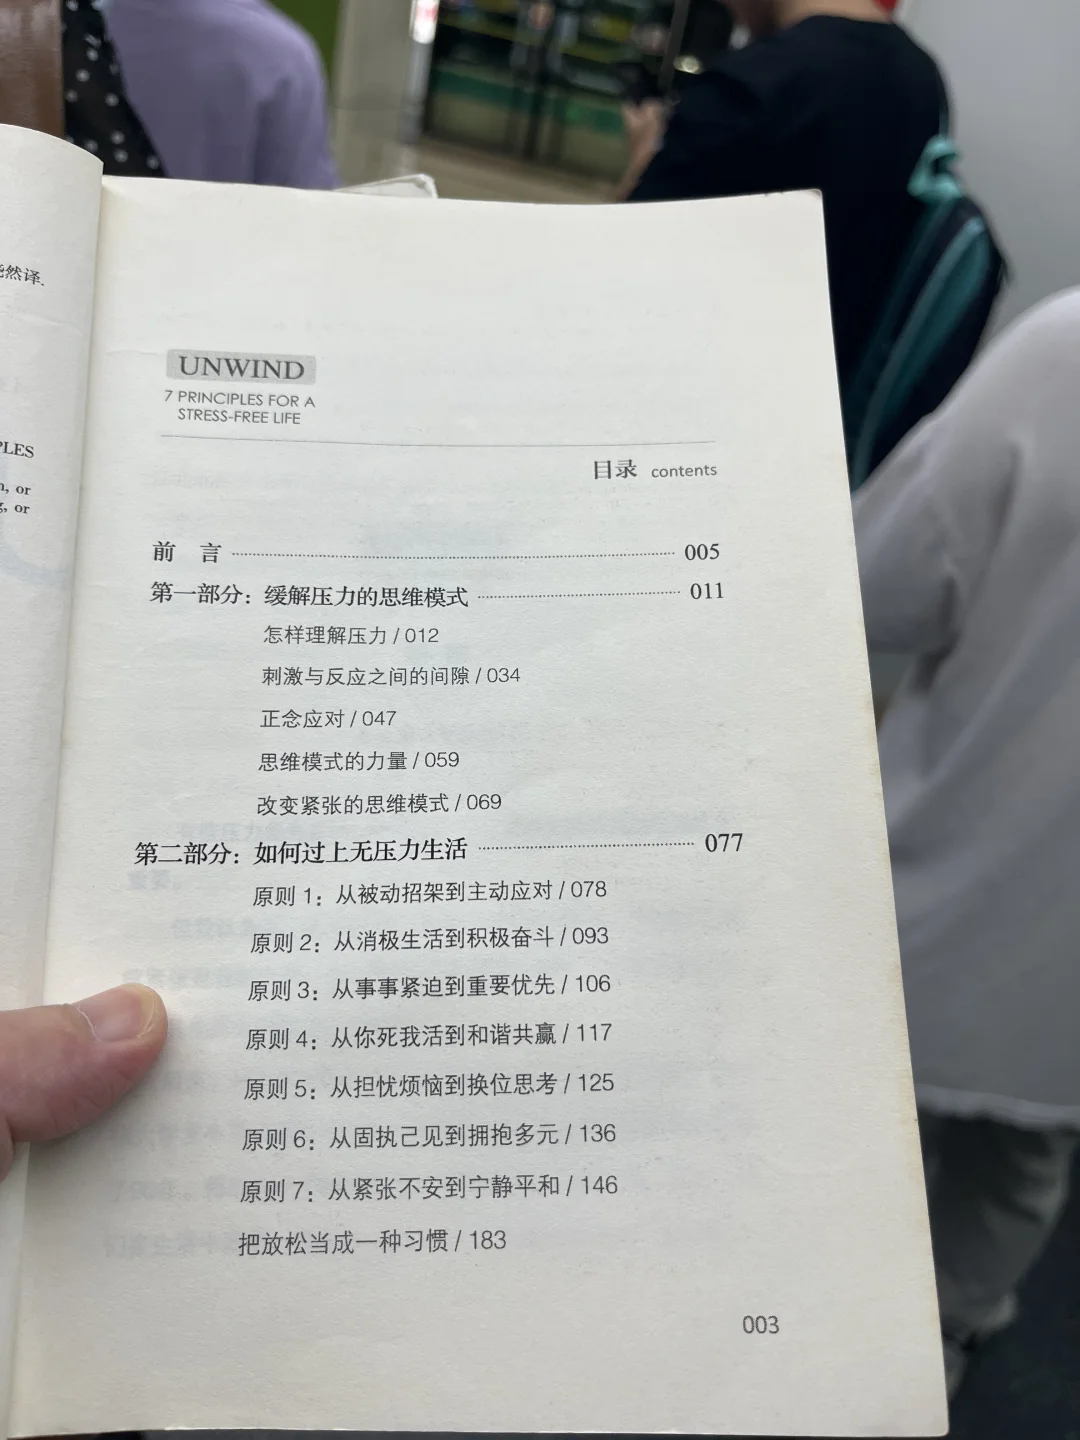 然译.
PLES
, or
, or
UNWIND
7 PRINCIPLES FOR A
STRESS-FREE LIFE
目录 contents
前 言 005
第一部分：缓解压力的思维模式 011
怎样理解压力 / 012
刺激与反应之间的间隙 / 034
正念应对 / 047
思维模式的力量 / 059
改变紧张的思维模式 / 069
第二部分：如何过上无压力生活 077
原则 1：从被动招架到主动应对 / 078
原则 2：从消极生活到积极奋斗 / 093
原则 3：从事事紧迫到重要优先 / 106
原则 4：从你死我活到和谐共赢 / 117
原则 5：从担忧烦恼到换位思考 / 125
原则 6：从固执己见到拥抱多元 / 136
原则 7：从紧张不安到宁静平和 / 146
把放松当成一种习惯 / 183
003